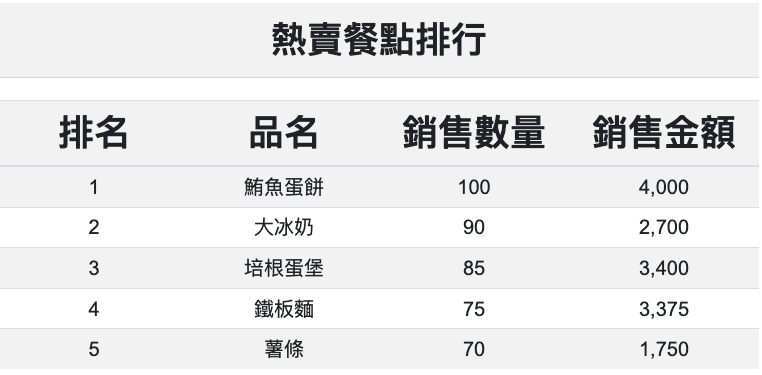 熱賣餐點排行
排名 品名 銷售數量 銷售金額
1 鮪魚蛋餅 100 4,000
2 大冰奶 90 2,700
3 培根蛋堡 85 3,400
4 鐵板麵 75 3,375
5 薯條 70 1,750